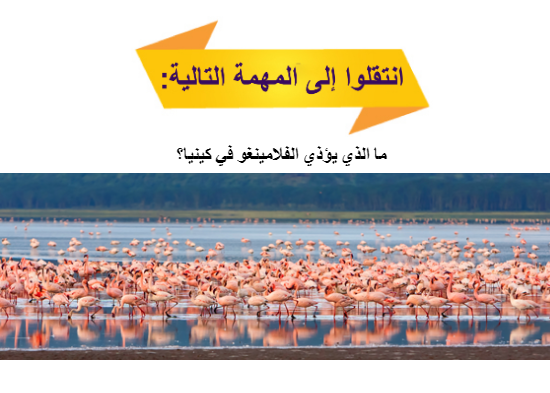 انتقلوا إلى المهمة التالية:
ما الذي يؤذي الفلامينغو في كينيا؟